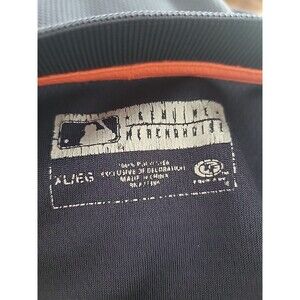 GENUINE
MERCHANDISE
XL/EG
100% POLYESTER
EXCLUSIVE OF DECORATION
MADE IN CHINA